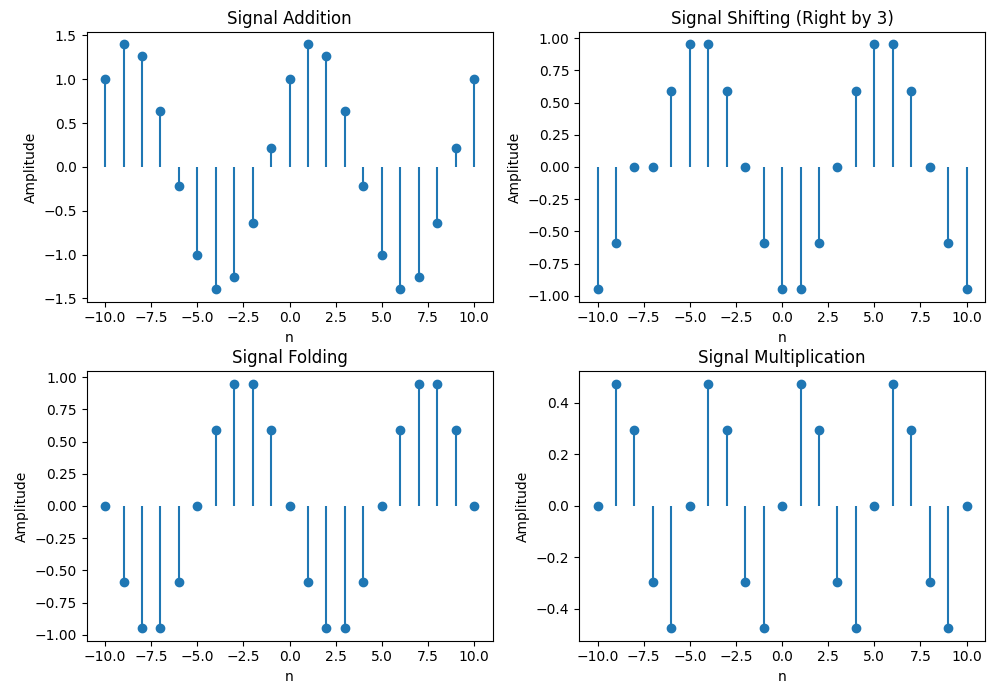 Signal Addition
1.5
1.0
0.5
0.0
−0.5
−1.0
−1.5
Amplitude
−10.0 −7.5 −5.0 −2.5 0.0 2.5 5.0 7.5 10.0
n
Signal Shifting (Right by 3)
1.00
0.75
0.50
0.25
0.00
−0.25
−0.50
−0.75
−1.00
Amplitude
−10.0 −7.5 −5.0 −2.5 0.0 2.5 5.0 7.5 10.0
n
Signal Folding
1.00
0.75
0.50
0.25
0.00
−0.25
−0.50
−0.75
−1.00
Amplitude
−10.0 −7.5 −5.0 −2.5 0.0 2.5 5.0 7.5 10.0
n
Signal Multiplication
0.4
0.2
0.0
−0.2
−0.4
Amplitude
−10.0 −7.5 −5.0 −2.5 0.0 2.5 5.0 7.5 10.0
n